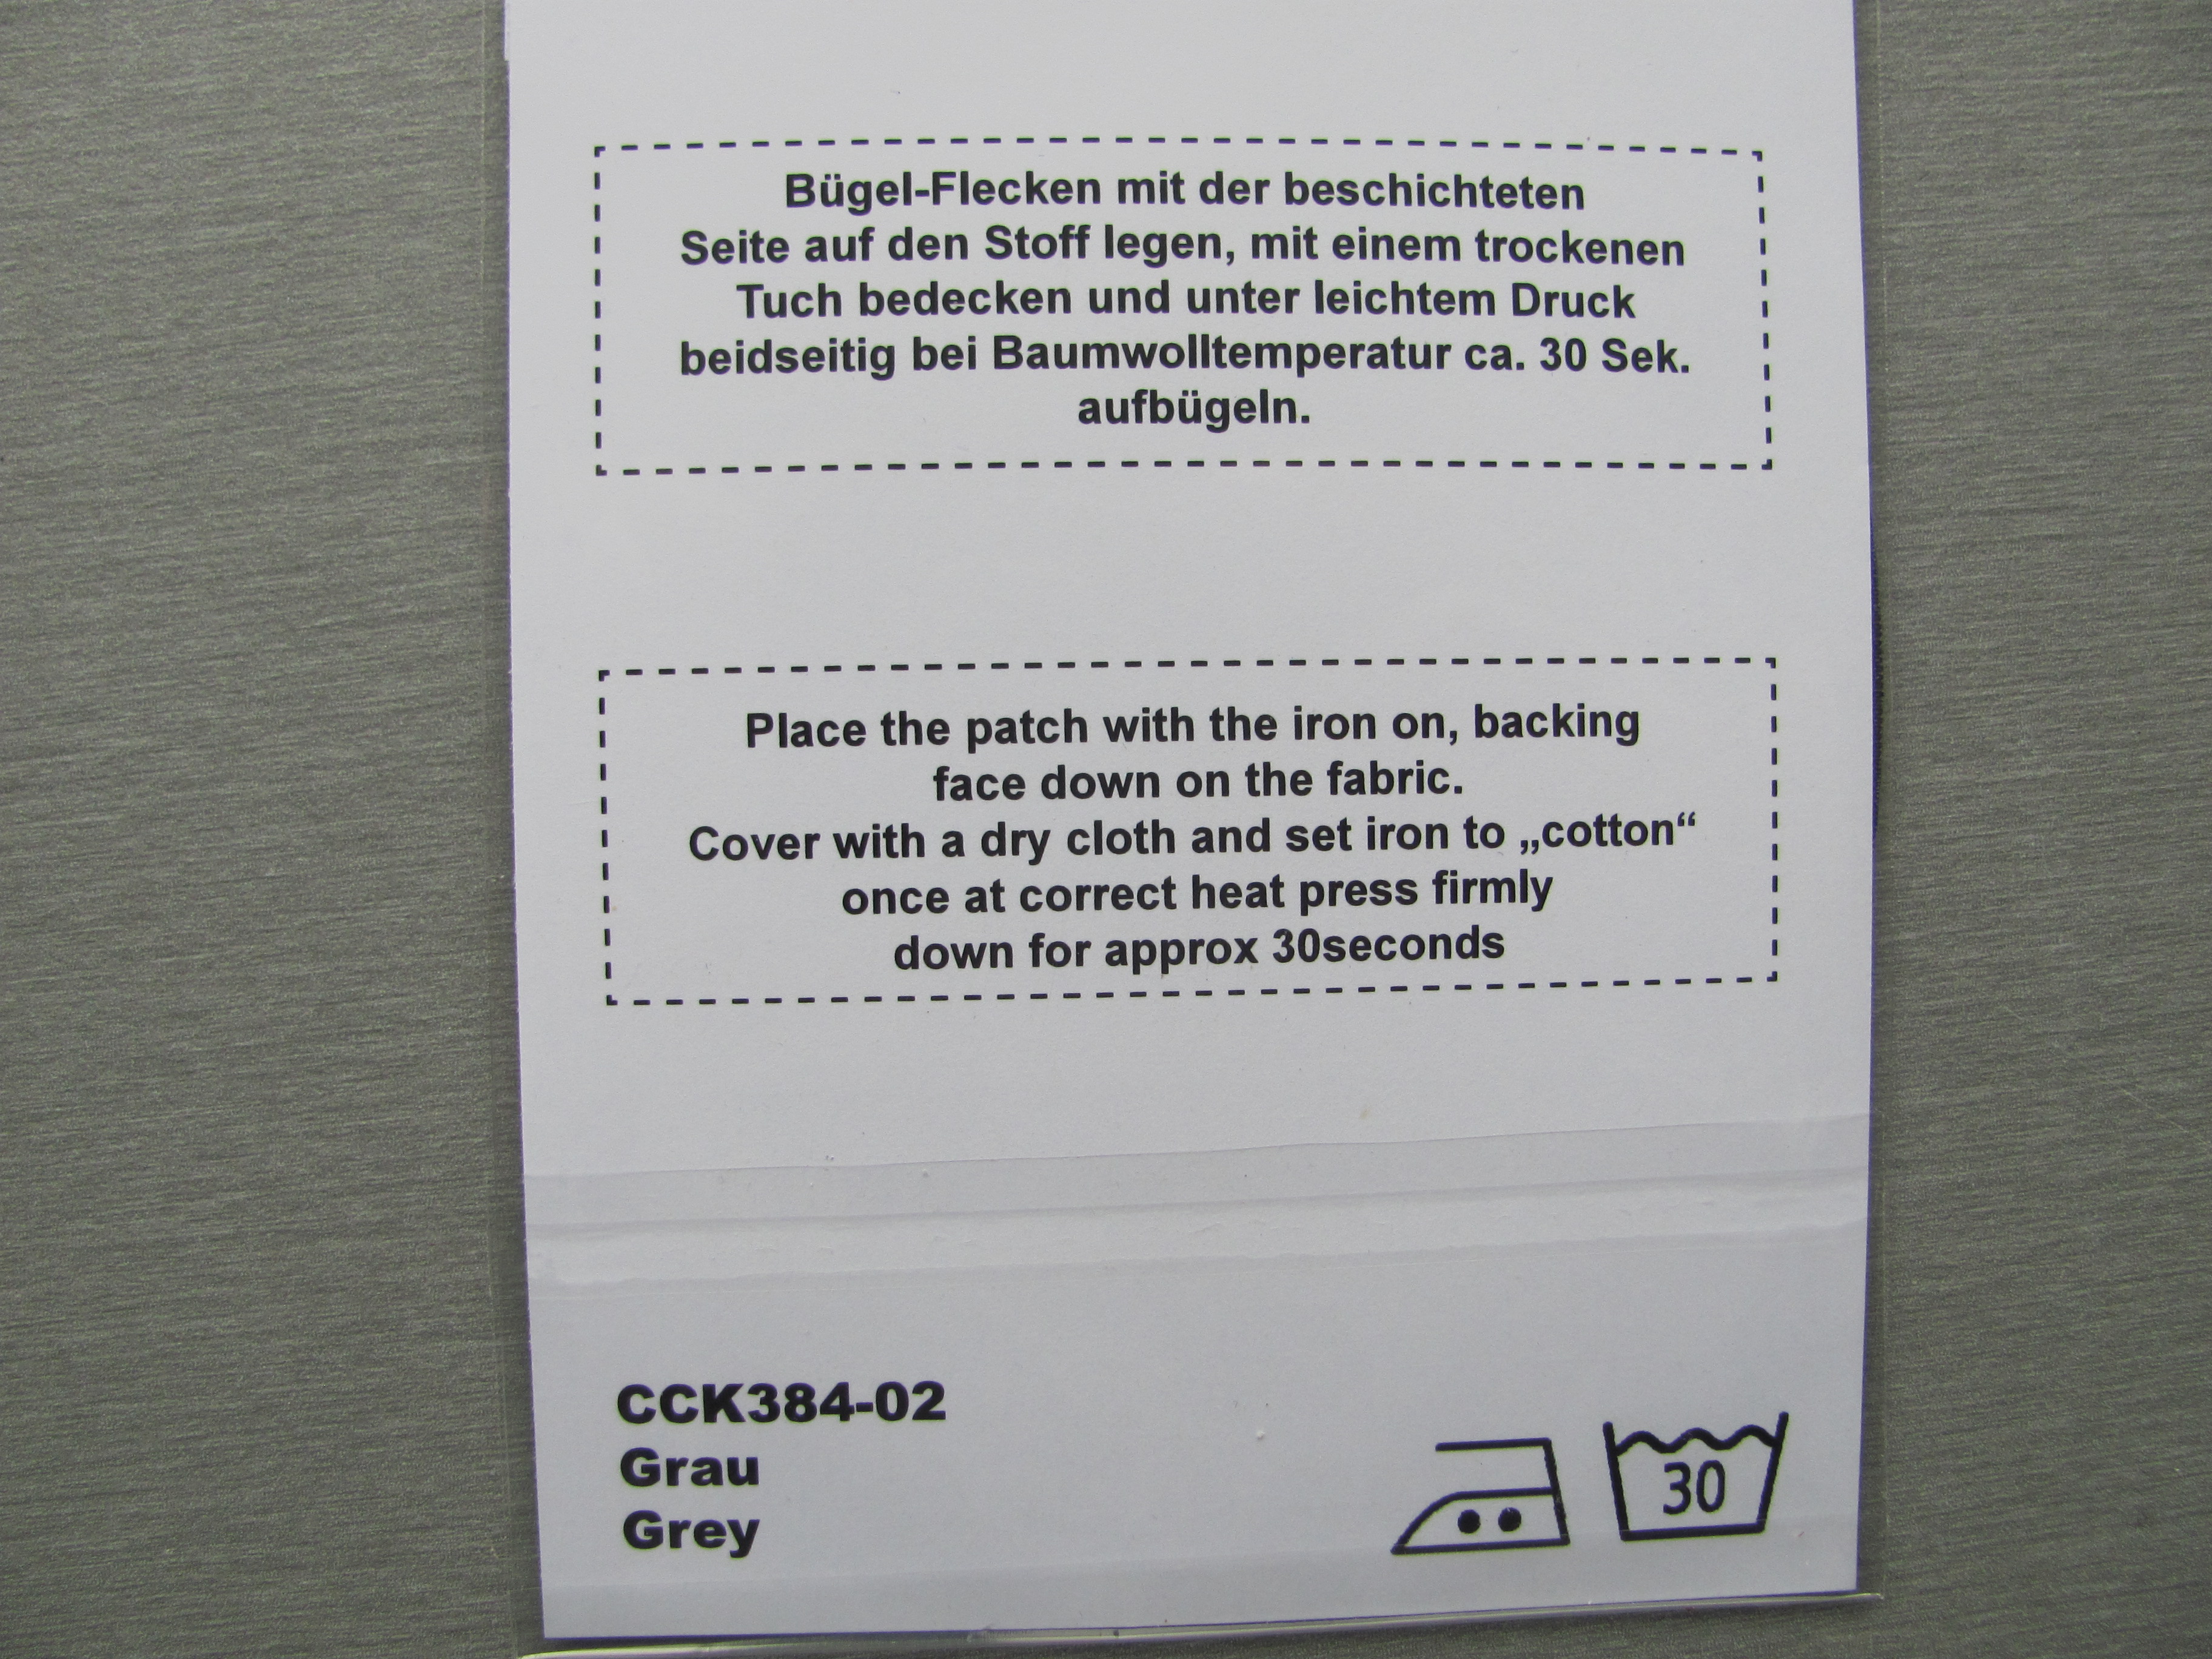 Bügel-Flecken mit der beschichteten
Seite auf den Stoff legen, mit einem trockenen
Tuch bedecken und unter leichtem Druck
beidseitig bei Baumwolltemperatur ca. 30 Sek.
aufbügeln.
Place the patch with the iron on, backing
face down on the fabric.
Cover with a dry cloth and set iron to „cotton“
once at correct heat press firmly
down for approx 30seconds
CCK384-02
Grau
Grey
30